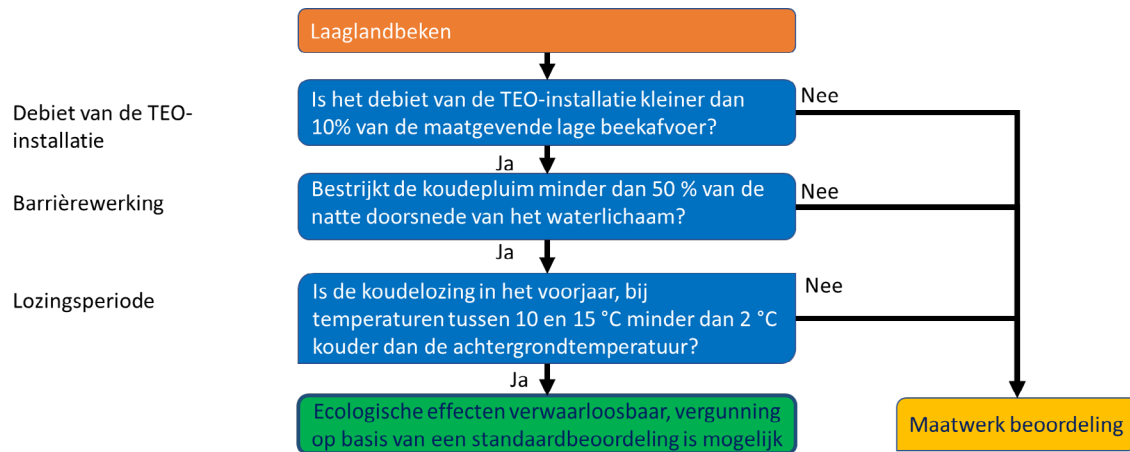 Laaglandbeken
Debiet van de TEO-
installatie
Is het debiet van de TEO-installatie kleiner dan
10% van de maatgevende lage beekafvoer?
Nee
Ja
Barrièrewerking
Bestrijkt de koudepluim minder dan 50 % van de
natte doorsnede van het waterlichaam?
Nee
Ja
Lozingsperiode
Is de koudelozing in het voorjaar, bij
temperaturen tussen 10 en 15 °C minder dan 2 °C
kouder dan de achtergrondtemperatuur?
Nee
Ja
Ecologische effecten verwaarloosbaar, vergunning
op basis van een standaardbeoordeling is mogelijk
Maatwerk beoordeling